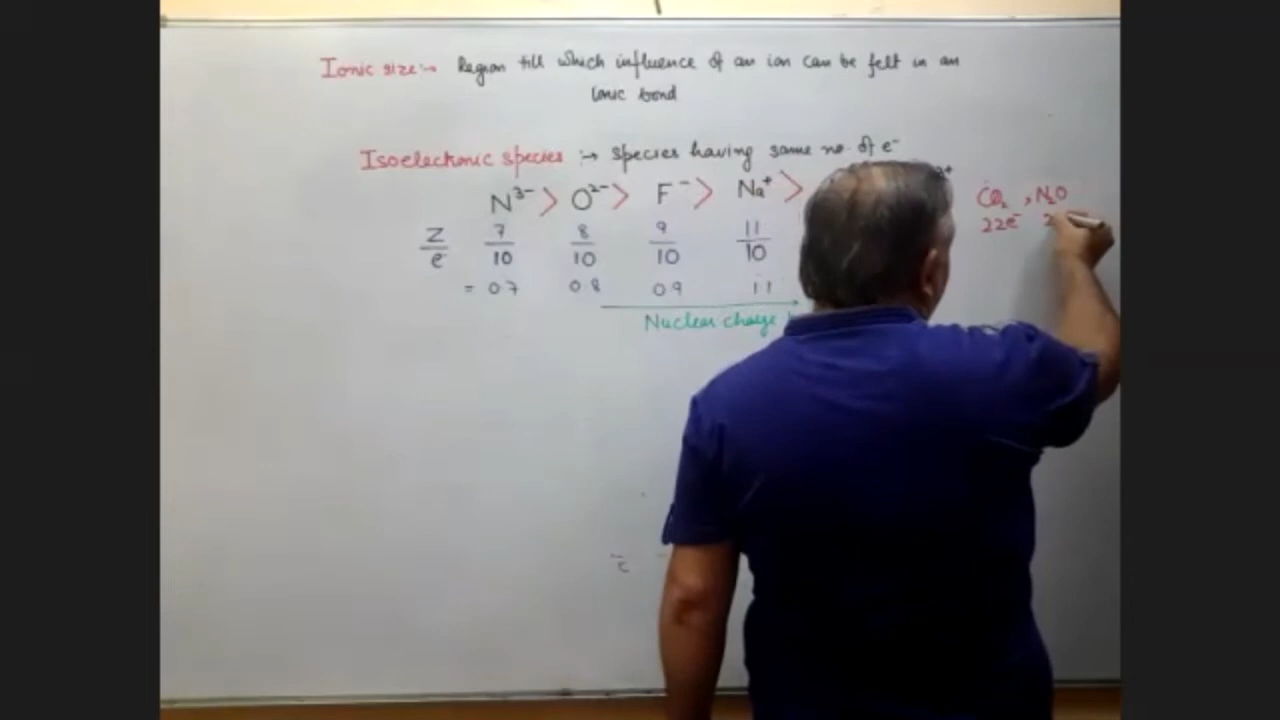 Ionic size :→ Region till which influence of an ion can be felt in an
Ionic bond
Isoelectronic species :→ species having same no. of e⁻
N³⁻ > O²⁻ > F⁻ > Na⁺ >
CO₂ , N₂O
22e⁻ 2
Z/e 7/10 8/10 9/10 11/10
= 0.7 0.8 0.9 1.1
Nuclear charge